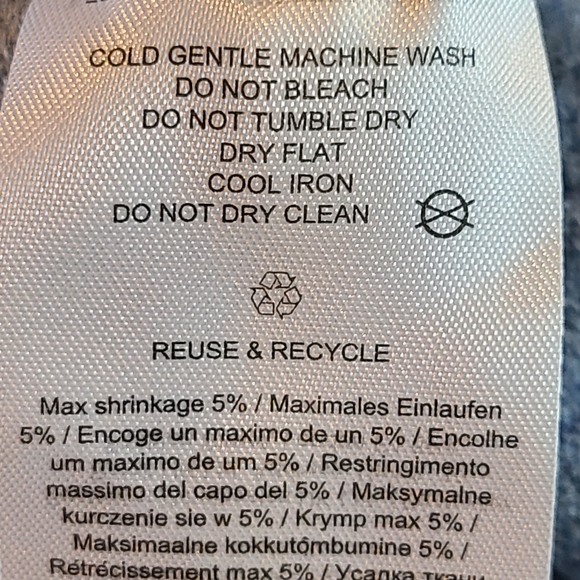 COLD GENTLE MACHINE WASH
DO NOT BLEACH
DO NOT TUMBLE DRY
DRY FLAT
COOL IRON
DO NOT DRY CLEAN
REUSE & RECYCLE
Max shrinkage 5% / Maximales Einlaufen
5% / Encoge un maximo de un 5% / Encolhe
um maximo de um 5% / Restringimento
massimo del capo del 5% / Maksymalne
kurczenie sie w 5% / Krymp max 5% /
Maksimaalne kokkutômbumine 5% /
Rétrécissement max 5% / Усадка ткани